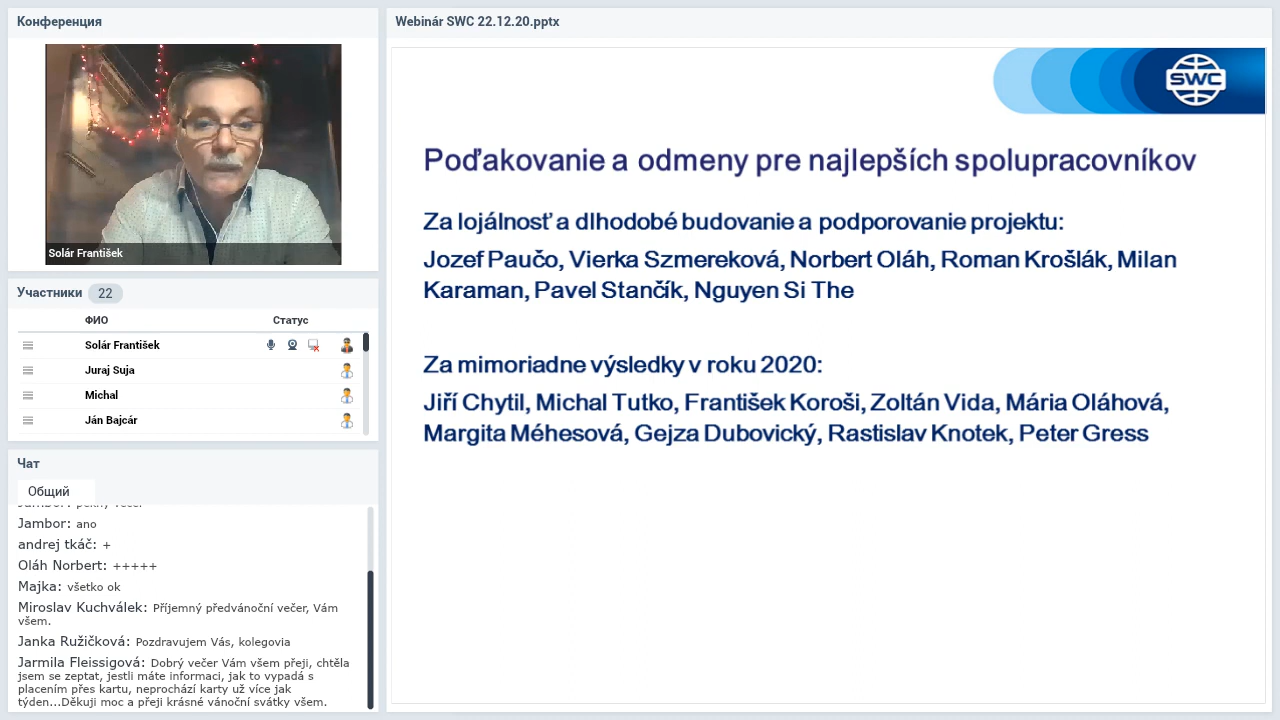 Конференция
Solár František
Участники 22
ФИО Статус
Solár František
Juraj Suja
Michal
Ján Bajcár
Чат
Общий
Jambor: pekný večer
Jambor: ano
andrej tkáč: +
Oláh Norbert: +++++
Majka: všetko ok
Miroslav Kuchválek: Příjemný předvánoční večer, Vám
všem.
Janka Ružičková: Pozdravujem Vás, kolegovia
Jarmila Fleissigová: Dobrý večer Vám všem přeji, chtěla
jsem se zeptat, jestli máte informaci, jak to vypadá s
placením přes kartu, neprochází karty už více jak
týden...Děkuji moc a přeji krásné vánoční svátky všem.
Webinár SWC 22.12.20.pptx
SWC
Poďakovanie a odmeny pre najlepších spolupracovníkov
Za lojálnosť a dlhodobé budovanie a podporovanie projektu:
Jozef Paučo, Vierka Szmereková, Norbert Oláh, Roman Krošlák, Milan
Karaman, Pavel Stančík, Nguyen Si The
Za mimoriadne výsledky v roku 2020:
Jiří Chytil, Michal Tutko, František Koroši, Zoltán Vida, Mária Oláhová,
Margita Méhesová, Gejza Dubovický, Rastislav Knotek, Peter Gress